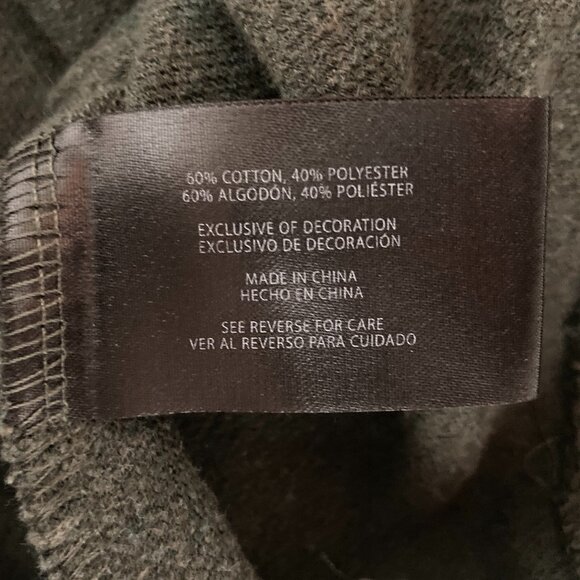 60% COTTON, 40% POLYESTER
60% ALGODÓN, 40% POLIÉSTER
EXCLUSIVE OF DECORATION
EXCLUSIVO DE DECORACIÓN
MADE IN CHINA
HECHO EN CHINA
SEE REVERSE FOR CARE
VER AL REVERSO PARA CUIDADO